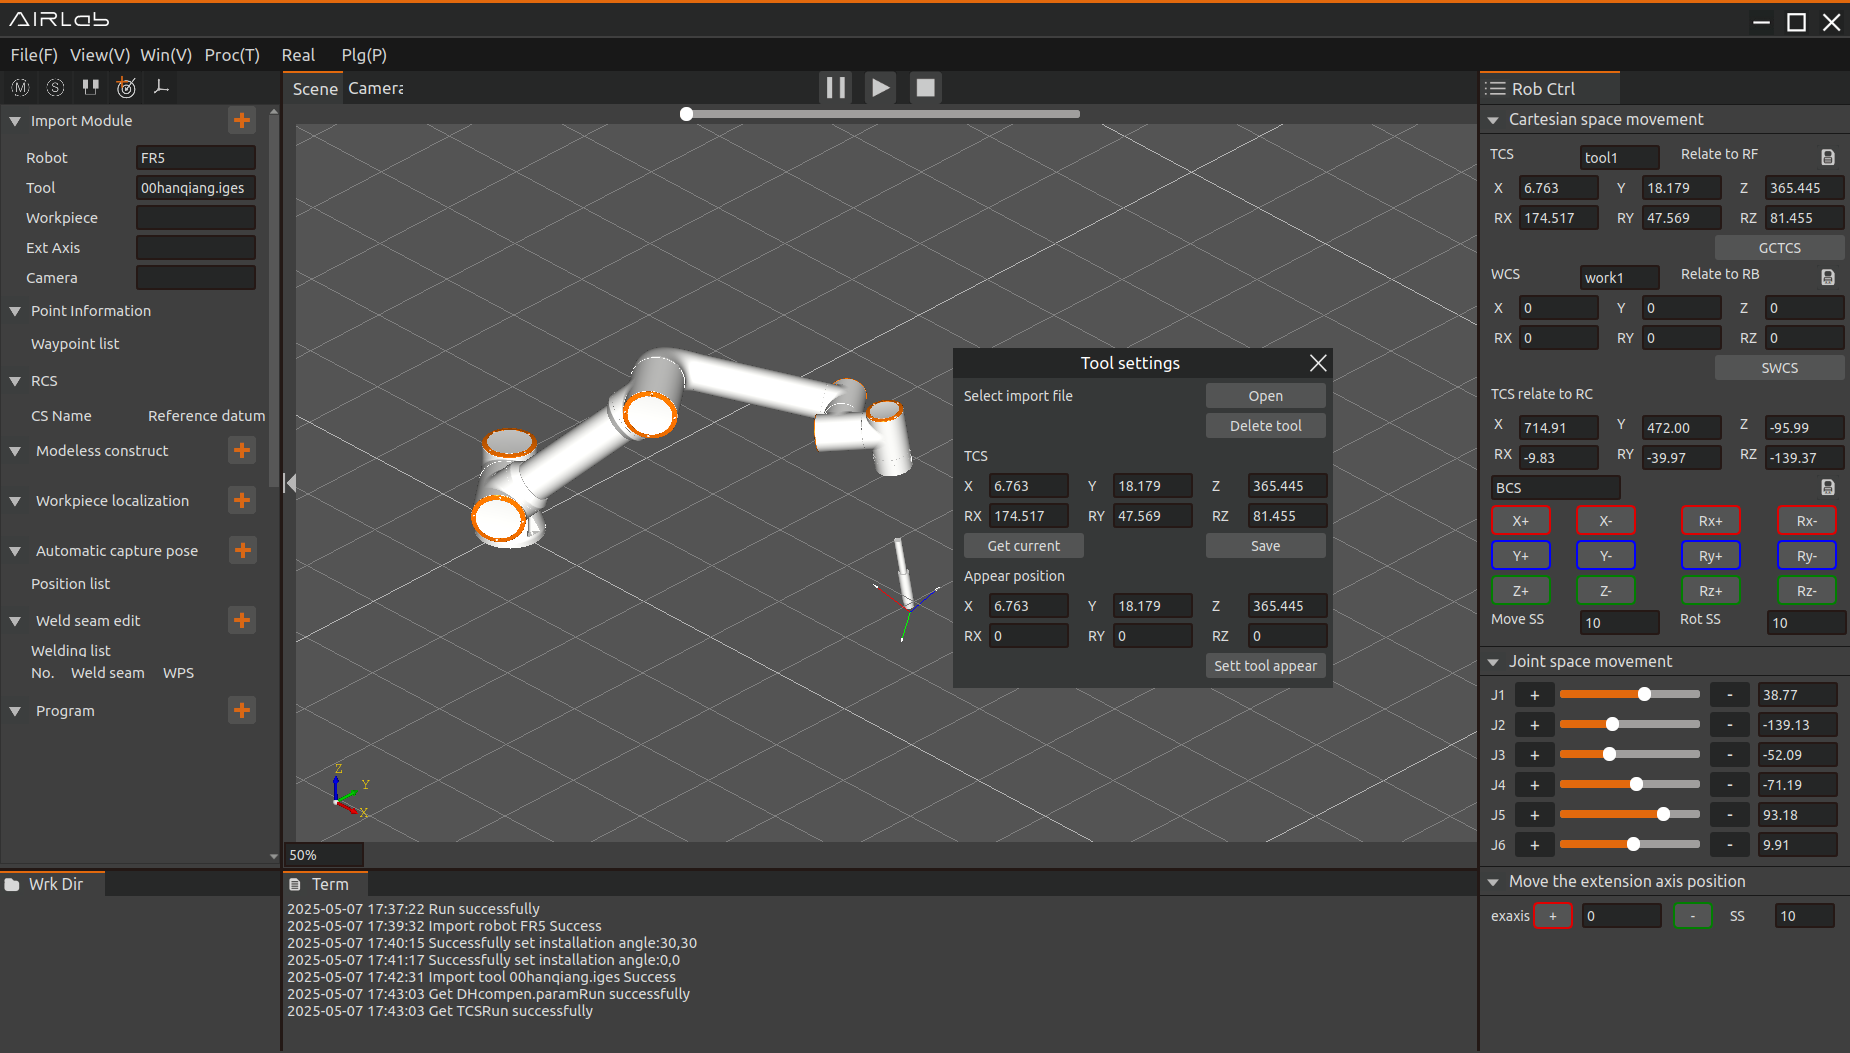 AIRLab
File(F) View(V) Win(V) Proc(T) Real Plg(P)
M S
Import Module
Robot FR5
Tool 00hanqiang.iges
Workpiece
Ext Axis
Camera
Point Information
Waypoint list
RCS
CS Name Reference datum
Modeless construct
Workpiece localization
Automatic capture pose
Position list
Weld seam edit
Welding list
No. Weld seam WPS
Program
Wrk Dir
Scene Camera
Z
Y
X
50%
Tool settings
Select import file Open
Delete tool
TCS
X 6.763 Y 18.179 Z 365.445
RX 174.517 RY 47.569 RZ 81.455
Get current Save
Appear position
X 6.763 Y 18.179 Z 365.445
RX 0 RY 0 RZ 0
Sett tool appear
Term
2025-05-07 17:37:22 Run successfully
2025-05-07 17:39:32 Import robot FR5 Success
2025-05-07 17:40:15 Successfully set installation angle:30,30
2025-05-07 17:41:17 Successfully set installation angle:0,0
2025-05-07 17:42:31 Import tool 00hanqiang.iges Success
2025-05-07 17:43:03 Get DHcompen.paramRun successfully
2025-05-07 17:43:03 Get TCSRun successfully
Rob Ctrl
Cartesian space movement
TCS tool1 Relate to RF
X 6.763 Y 18.179 Z 365.445
RX 174.517 RY 47.569 RZ 81.455
GCTCS
WCS work1 Relate to RB
X 0 Y 0 Z 0
RX 0 RY 0 RZ 0
SWCS
TCS relate to RC
X 714.91 Y 472.00 Z -95.99
RX -9.83 RY -39.97 RZ -139.37
BCS
X+ X- Rx+ Rx-
Y+ Y- Ry+ Ry-
Z+ Z- Rz+ Rz-
Move SS 10 Rot SS 10
Joint space movement
J1 + - 38.77
J2 + - -139.13
J3 + - -52.09
J4 + - -71.19
J5 + - 93.18
J6 + - 9.91
Move the extension axis position
exaxis + 0 - SS 10